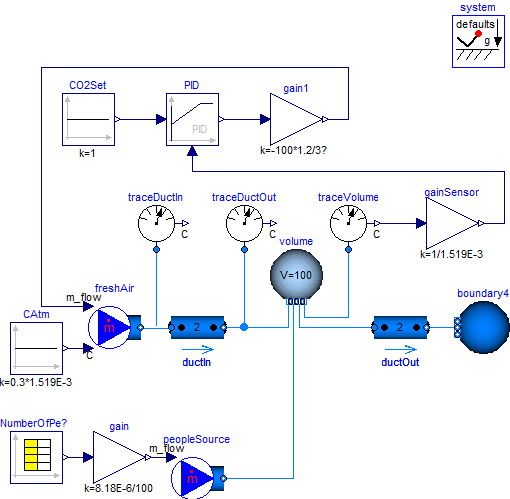 system
defaults
g
CO2Set
PID
gain1
PID
k=1
k=-100*1.2/3?
traceDuctIn
traceDuctOut
traceVolume
gainSensor
C
C
C
k=1/1.519E-3
volume
V=100
freshAir
m_flow
boundary4
CAtm
ṁ
2
2
C
ductIn
ductOut
k=0.3*1.519E-3
NumberOfPe?
gain
peopleSource
m_flow
ṁ
k=8.18E-6/100